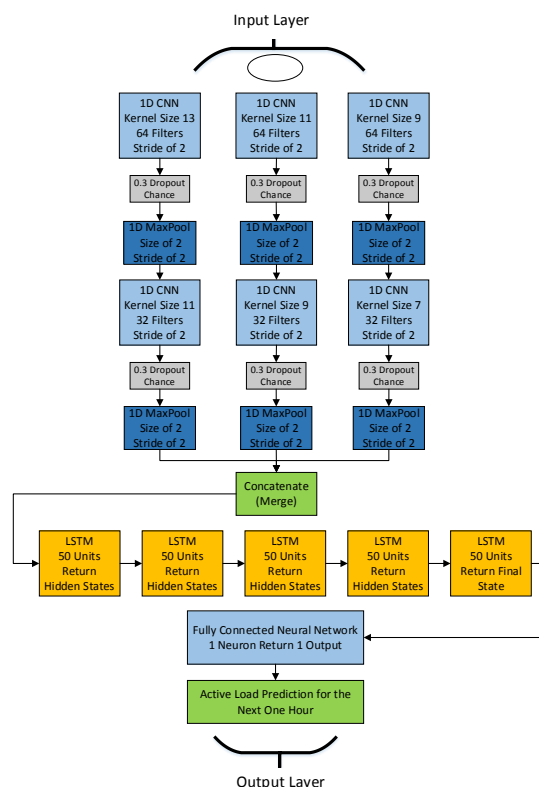 Input Layer
1D CNN
Kernel Size 13
64 Filters
Stride of 2
1D CNN
Kernel Size 11
64 Filters
Stride of 2
1D CNN
Kernel Size 9
64 Filters
Stride of 2
0.3 Dropout
Chance
0.3 Dropout
Chance
0.3 Dropout
Chance
1D MaxPool
Size of 2
Stride of 2
1D MaxPool
Size of 2
Stride of 2
1D MaxPool
Size of 2
Stride of 2
1D CNN
Kernel Size 11
32 Filters
Stride of 2
1D CNN
Kernel Size 9
32 Filters
Stride of 2
1D CNN
Kernel Size 7
32 Filters
Stride of 2
0.3 Dropout
Chance
0.3 Dropout
Chance
0.3 Dropout
Chance
1D MaxPool
Size of 2
Stride of 2
1D MaxPool
Size of 2
Stride of 2
1D MaxPool
Size of 2
Stride of 2
Concatenate
(Merge)
LSTM
50 Units
Return
Hidden States
LSTM
50 Units
Return
Hidden States
LSTM
50 Units
Return
Hidden States
LSTM
50 Units
Return
Hidden States
LSTM
50 Units
Return Final
State
Fully Connected Neural Network
1 Neuron Return 1 Output
Active Load Prediction for the
Next One Hour
Output Layer